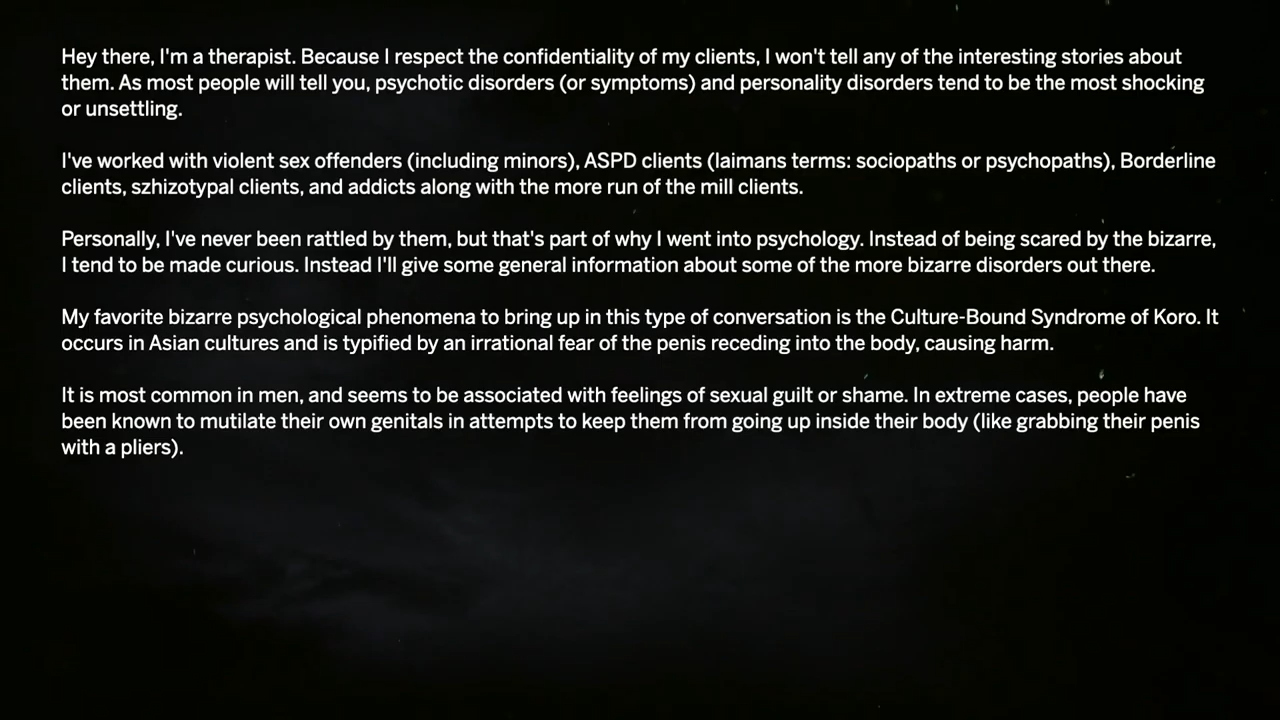 Hey there, I'm a therapist. Because I respect the confidentiality of my clients, I won't tell any of the interesting stories about
them. As most people will tell you, psychotic disorders (or symptoms) and personality disorders tend to be the most shocking
or unsettling.
I've worked with violent sex offenders (including minors), ASPD clients (laimans terms: sociopaths or psychopaths), Borderline
clients, szhizotypal clients, and addicts along with the more run of the mill clients.
Personally, I've never been rattled by them, but that's part of why I went into psychology. Instead of being scared by the bizarre,
I tend to be made curious. Instead I'll give some general information about some of the more bizarre disorders out there.
My favorite bizarre psychological phenomena to bring up in this type of conversation is the Culture-Bound Syndrome of Koro. It
occurs in Asian cultures and is typified by an irrational fear of the penis receding into the body, causing harm.
It is most common in men, and seems to be associated with feelings of sexual guilt or shame. In extreme cases, people have
been known to mutilate their own genitals in attempts to keep them from going up inside their body (like grabbing their penis
with a pliers).